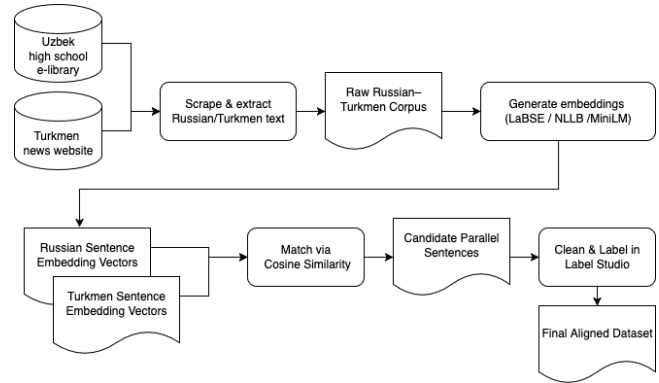 Uzbek
high school
e-library
Turkmen
news website
Scrape & extract
Russian/Turkmen text
Raw Russian–
Turkmen Corpus
Generate embeddings
(LaBSE / NLLB /MiniLM)
Russian Sentence
Embedding Vectors
Turkmen Sentence
Embedding Vectors
Match via
Cosine Similarity
Candidate Parallel
Sentences
Clean & Label in
Label Studio
Final Aligned Dataset